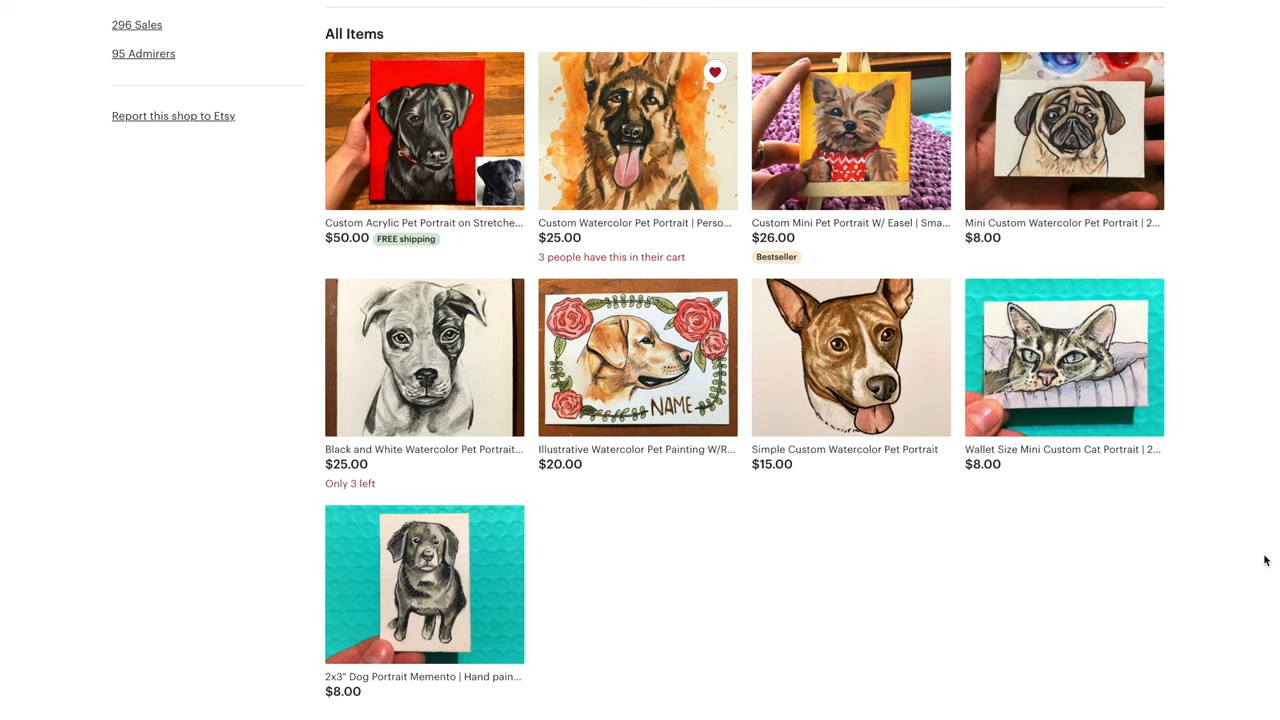 296 Sales
95 Admirers
Report this shop to Etsy
All Items
Custom Acrylic Pet Portrait on Stretche...
$50.00 FREE shipping
Custom Watercolor Pet Portrait | Perso...
$25.00
3 people have this in their cart
Custom Mini Pet Portrait W/ Easel | Sma...
$26.00
Bestseller
Mini Custom Watercolor Pet Portrait | 2...
$8.00
Black and White Watercolor Pet Portrait...
$25.00
Only 3 left
NAME
Illustrative Watercolor Pet Painting W/R...
$20.00
Simple Custom Watercolor Pet Portrait
$15.00
Wallet Size Mini Custom Cat Portrait | 2...
$8.00
2x3" Dog Portrait Memento | Hand pain...
$8.00